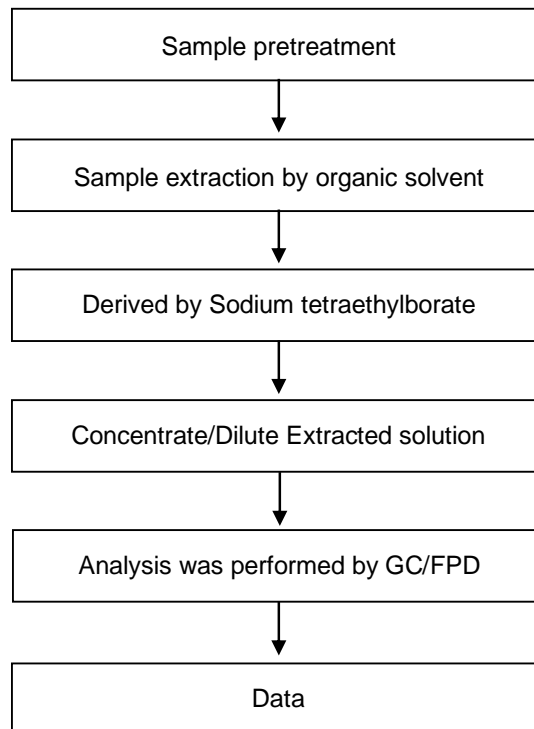 Sample pretreatment
Sample extraction by organic solvent
Derived by Sodium tetraethylborate
Concentrate/Dilute Extracted solution
Analysis was performed by GC/FPD
Data